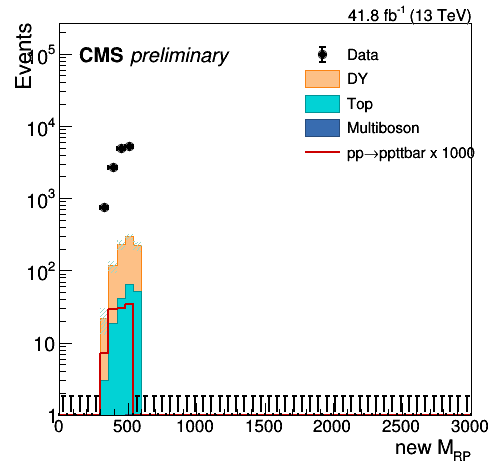 41.8 fb⁻¹ (13 TeV)
Events
CMS preliminary
Data
DY
Top
Multiboson
pp→ppttbar x 1000
10⁵
10⁴
10³
10²
10
1
0 500 1000 1500 2000 2500 3000
new M_RP